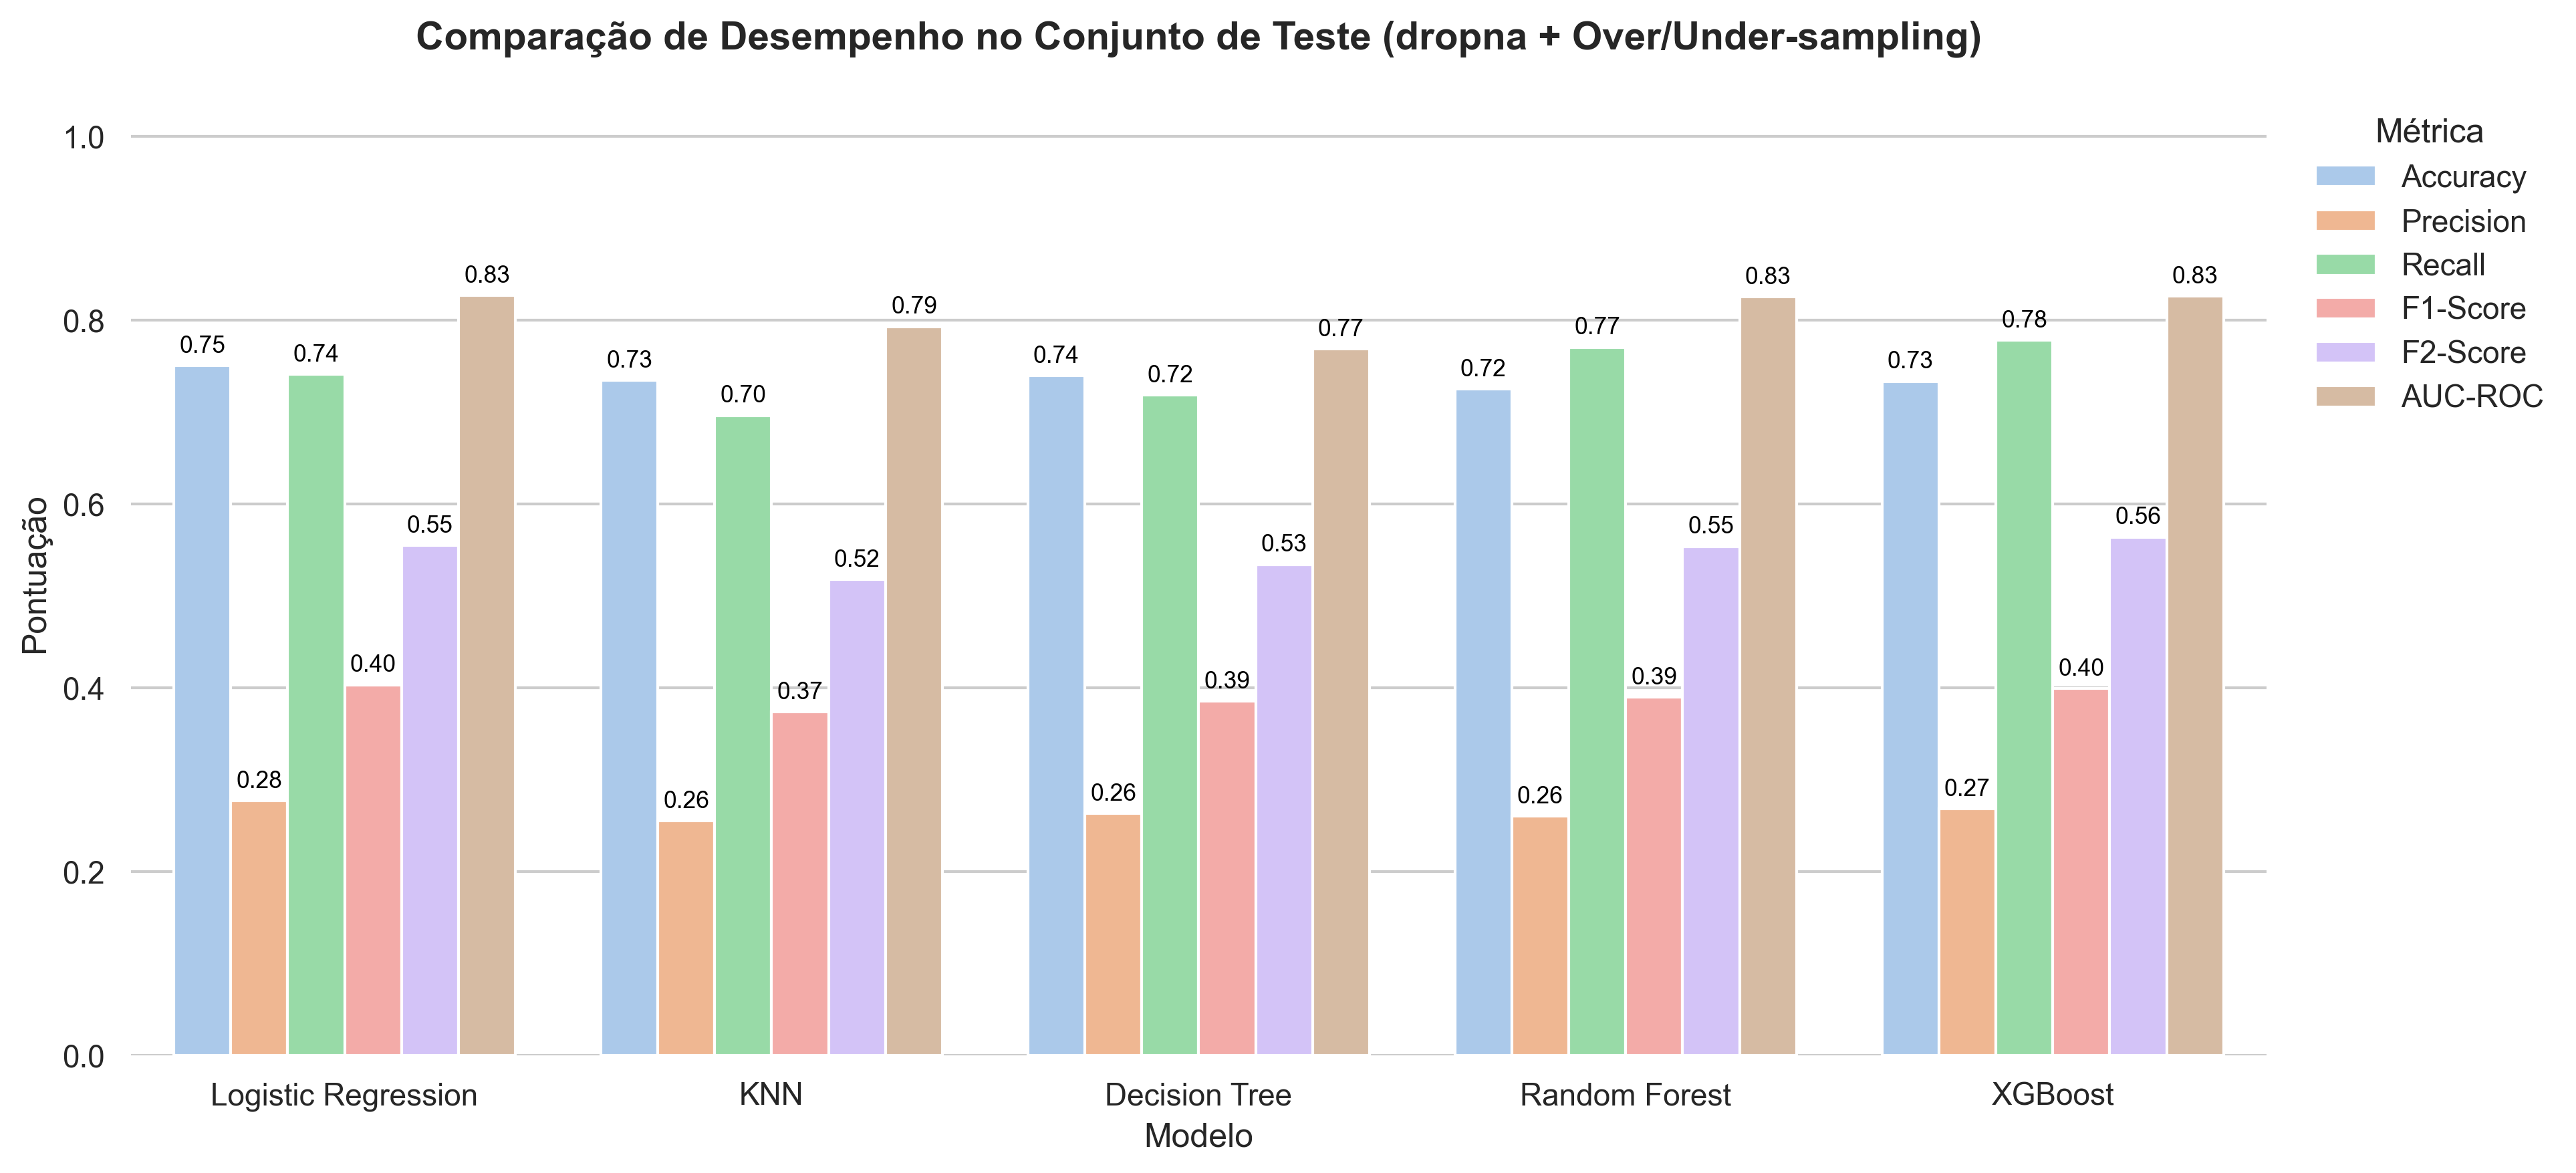 Comparação de Desempenho no Conjunto de Teste (dropna + Over/Under-sampling)
Métrica
Accuracy
Precision
Recall
F1-Score
F2-Score
AUC-ROC
Pontuação
1.0
0.8
0.6
0.4
0.2
0.0
0.75 0.28 0.74 0.40 0.55 0.83
0.73 0.26 0.70 0.37 0.52 0.79
0.74 0.26 0.72 0.39 0.53 0.77
0.72 0.26 0.77 0.39 0.55 0.83
0.73 0.27 0.78 0.40 0.56 0.83
Logistic Regression KNN Decision Tree Random Forest XGBoost
Modelo